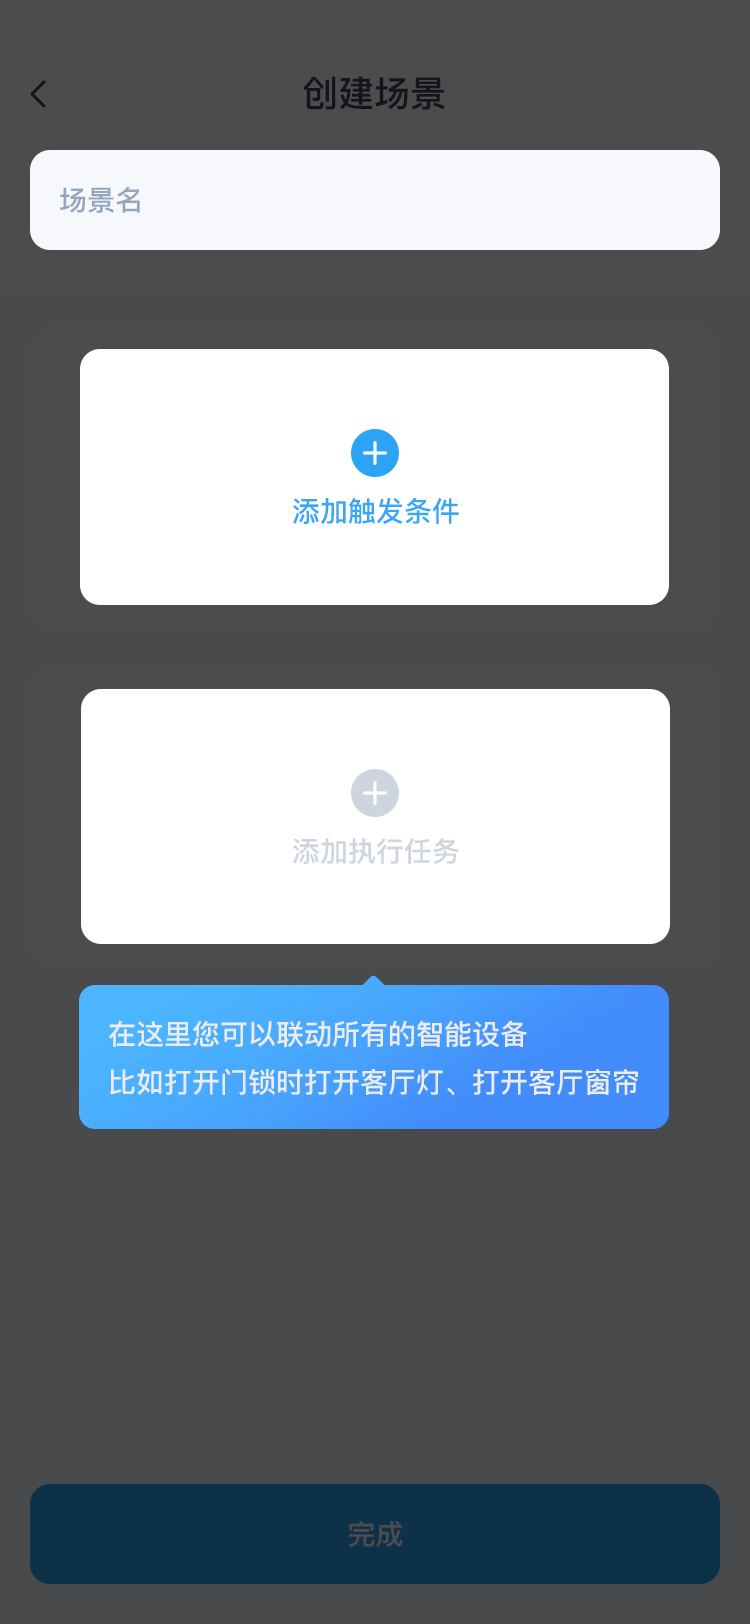 创建场景
场景名
添加触发条件
添加执行任务
在这里您可以联动所有的智能设备
比如打开门锁时打开客厅灯、打开客厅窗帘
完成